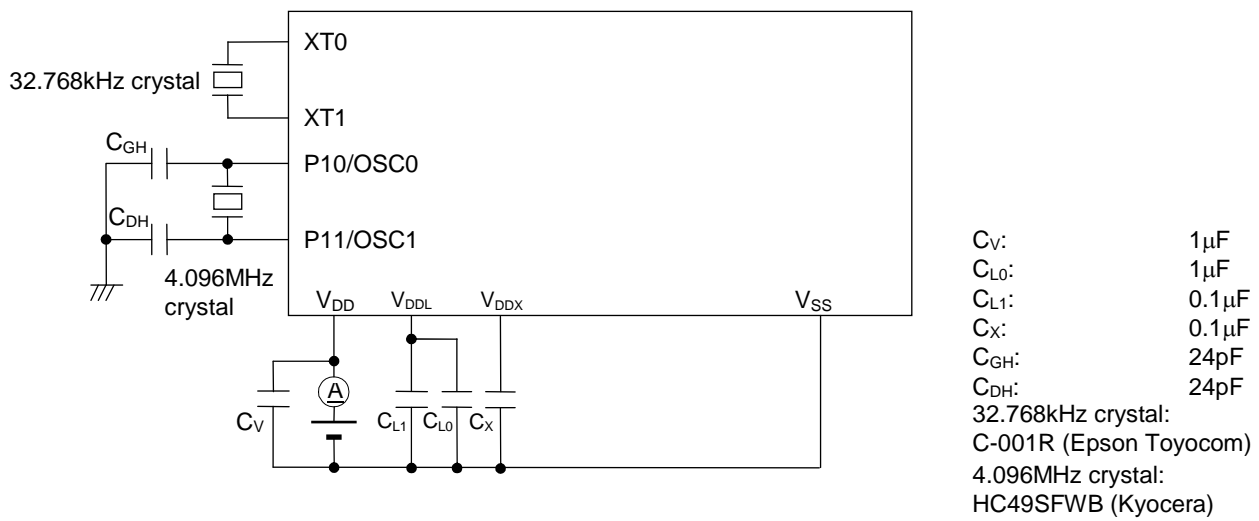 XT0
32.768kHz crystal
XT1
CGH
P10/OSC0
CDH
P11/OSC1
4.096MHz
crystal
VDD VDDL VDDX VSS
A
CV CL1 CL0 CX
CV: 1μF
CL0: 1μF
CL1: 0.1μF
CX: 0.1μF
CGH: 24pF
CDH: 24pF
32.768kHz crystal:
C-001R (Epson Toyocom)
4.096MHz crystal:
HC49SFWB (Kyocera)